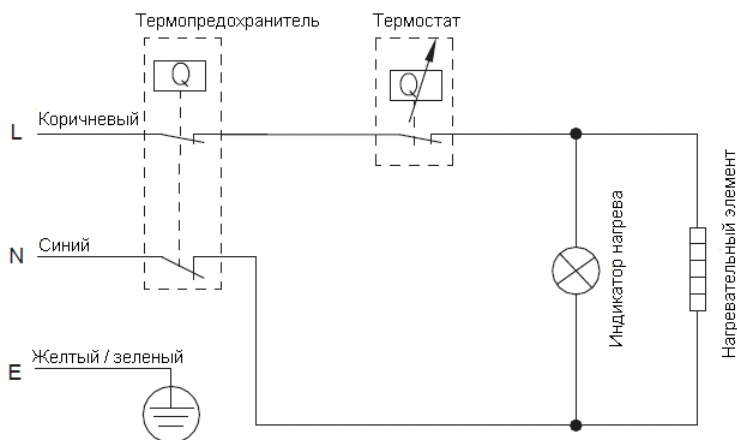 Термопредохранитель
Термостат
Q
Q
L
Коричневый
N
Синий
E
Желтый / зеленый
Индикатор нагрева
Нагревательный элемент